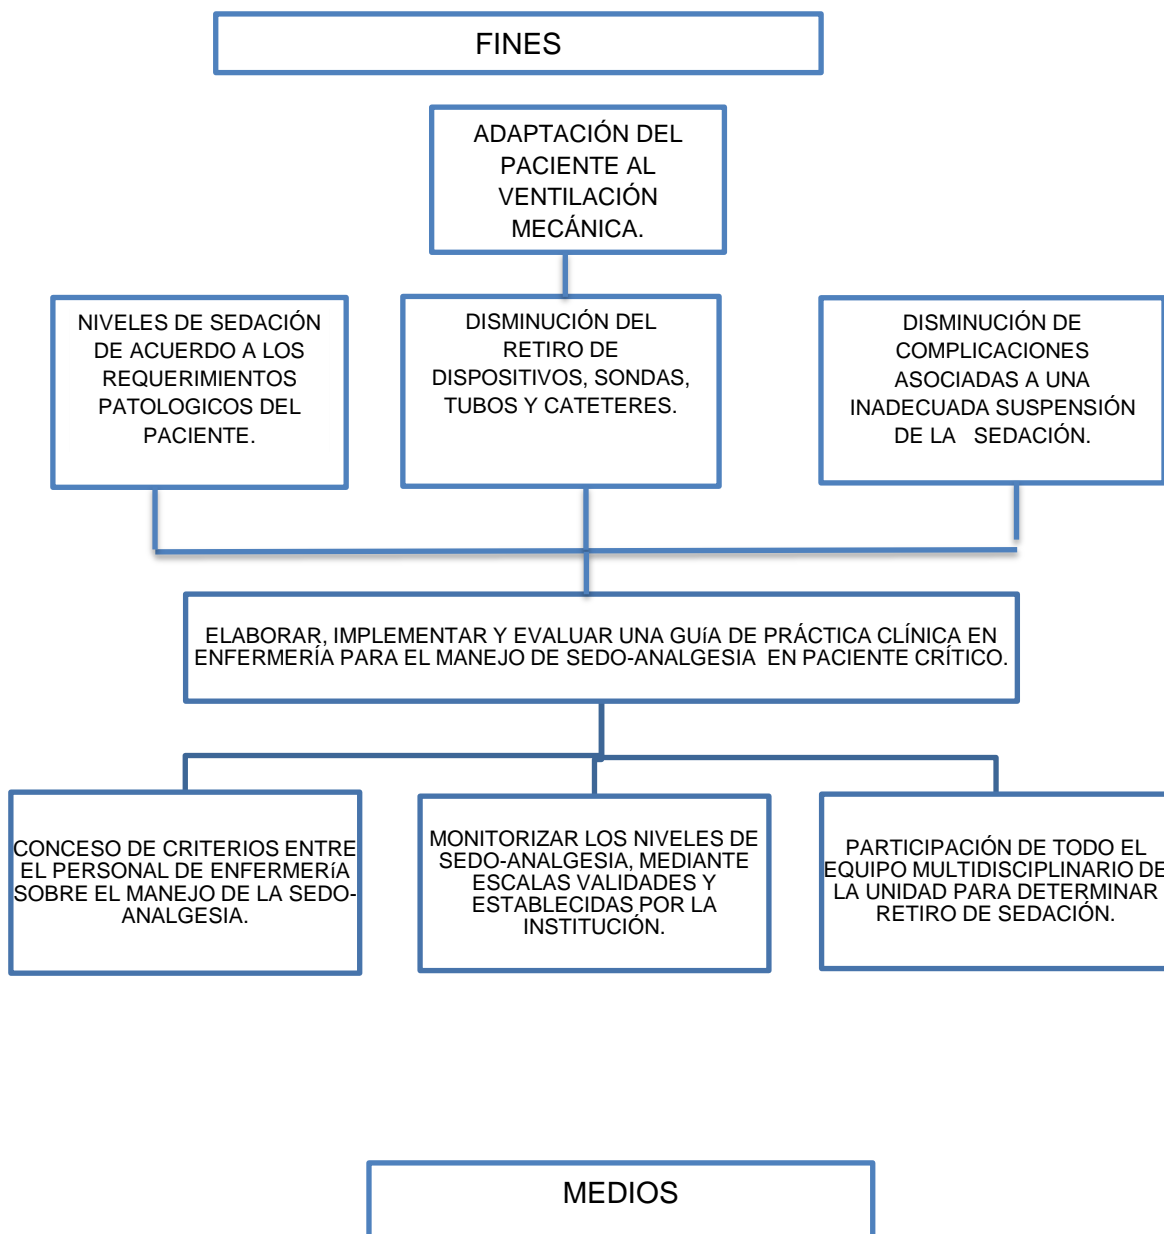 FINES
ADAPTACIÓN DEL
PACIENTE AL
VENTILACIÓN
MECÁNICA.
NIVELES DE SEDACIÓN
DE ACUERDO A LOS
REQUERIMIENTOS
PATOLOGICOS DEL
PACIENTE.
DISMINUCIÓN DEL
RETIRO DE
DISPOSITIVOS, SONDAS,
TUBOS Y CATETERES.
DISMINUCIÓN DE
COMPLICACIONES
ASOCIADAS A UNA
INADECUADA SUSPENSIÓN
DE LA SEDACIÓN.
ELABORAR, IMPLEMENTAR Y EVALUAR UNA GUíA DE PRÁCTICA CLÍNICA EN
ENFERMERÍA PARA EL MANEJO DE SEDO-ANALGESIA EN PACIENTE CRÍTICO.
CONCESO DE CRITERIOS ENTRE
EL PERSONAL DE ENFERMERíA
SOBRE EL MANEJO DE LA SEDO-
ANALGESIA.
MONITORIZAR LOS NIVELES DE
SEDO-ANALGESIA, MEDIANTE
ESCALAS VALIDADES Y
ESTABLECIDAS POR LA
INSTITUCIÓN.
PARTICIPACIÓN DE TODO EL
EQUIPO MULTIDISCIPLINARIO DE
LA UNIDAD PARA DETERMINAR
RETIRO DE SEDACIÓN.
MEDIOS